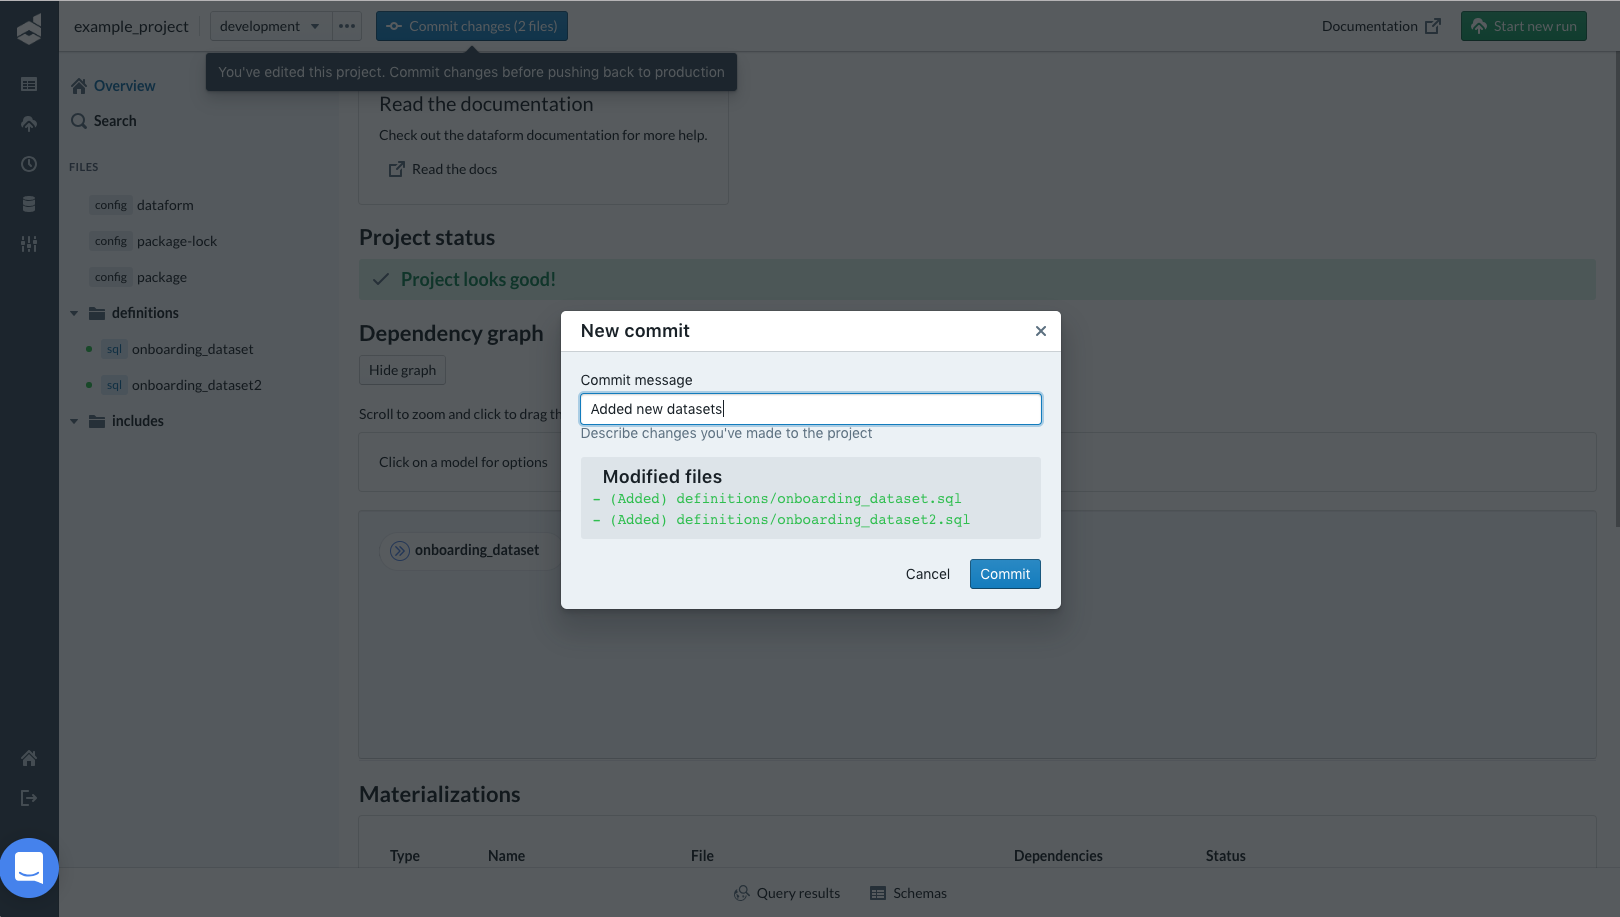 example_project
development
Commit changes (2 files)
Documentation
Start new run
You've edited this project. Commit changes before pushing back to production
Overview
Search
FILES
config dataform
config package-lock
config package
definitions
sql onboarding_dataset
sql onboarding_dataset2
includes
Read the documentation
Check out the dataform documentation for more help.
Read the docs
Project status
Project looks good!
Dependency graph
Hide graph
Scroll to zoom and click to drag
Click on a model for options
onboarding_dataset
New commit
Commit message
Added new datasets
Describe changes you've made to the project
Modified files
- (Added) definitions/onboarding_dataset.sql
- (Added) definitions/onboarding_dataset2.sql
Cancel
Commit
Materializations
Type Name File Dependencies Status
Query results
Schemas